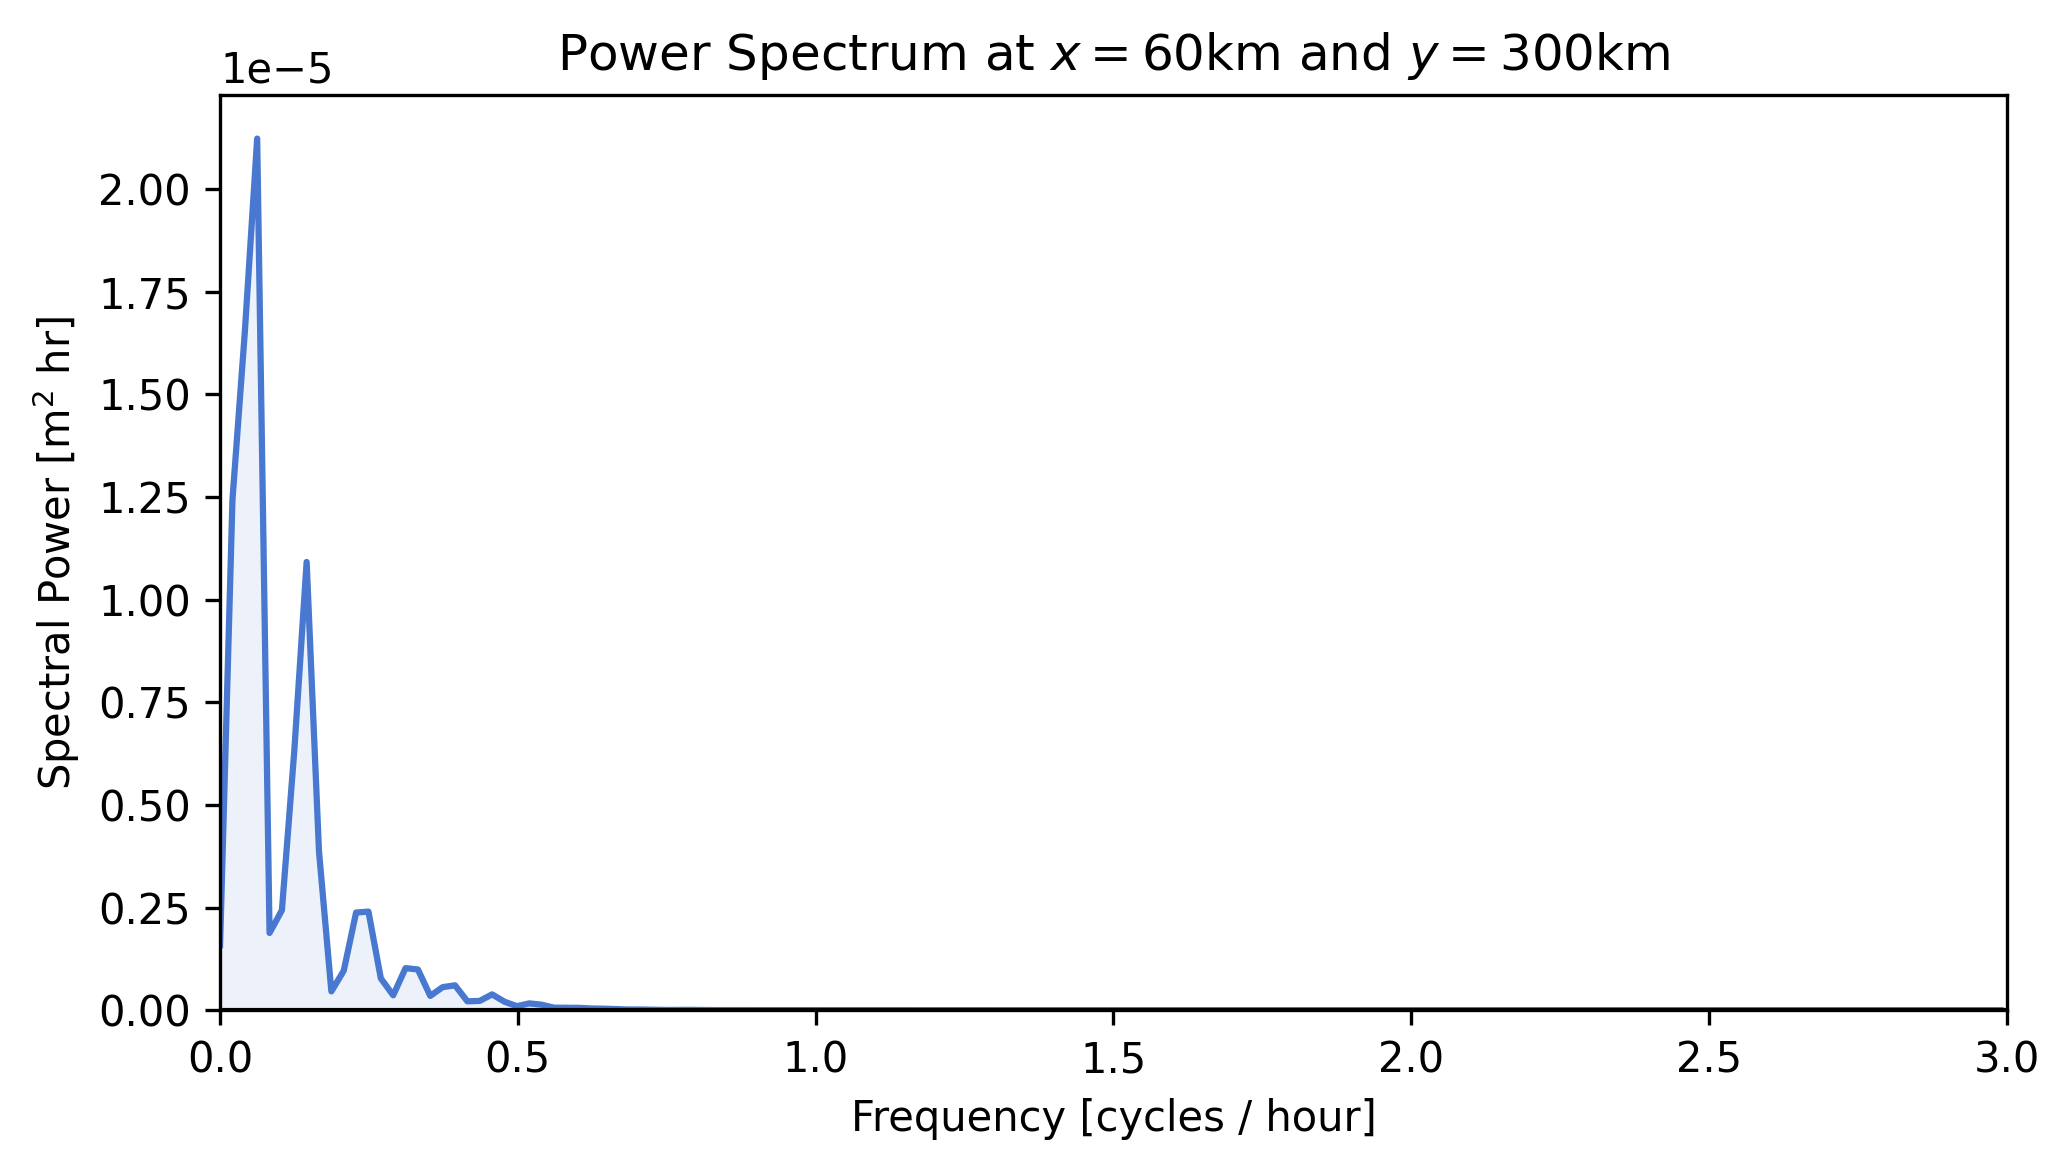 Power Spectrum at x = 60km and y = 300km
1e−5
2.00
1.75
1.50
1.25
1.00
0.75
0.50
0.25
0.00
Spectral Power [m² hr]
0.0 0.5 1.0 1.5 2.0 2.5 3.0
Frequency [cycles / hour]